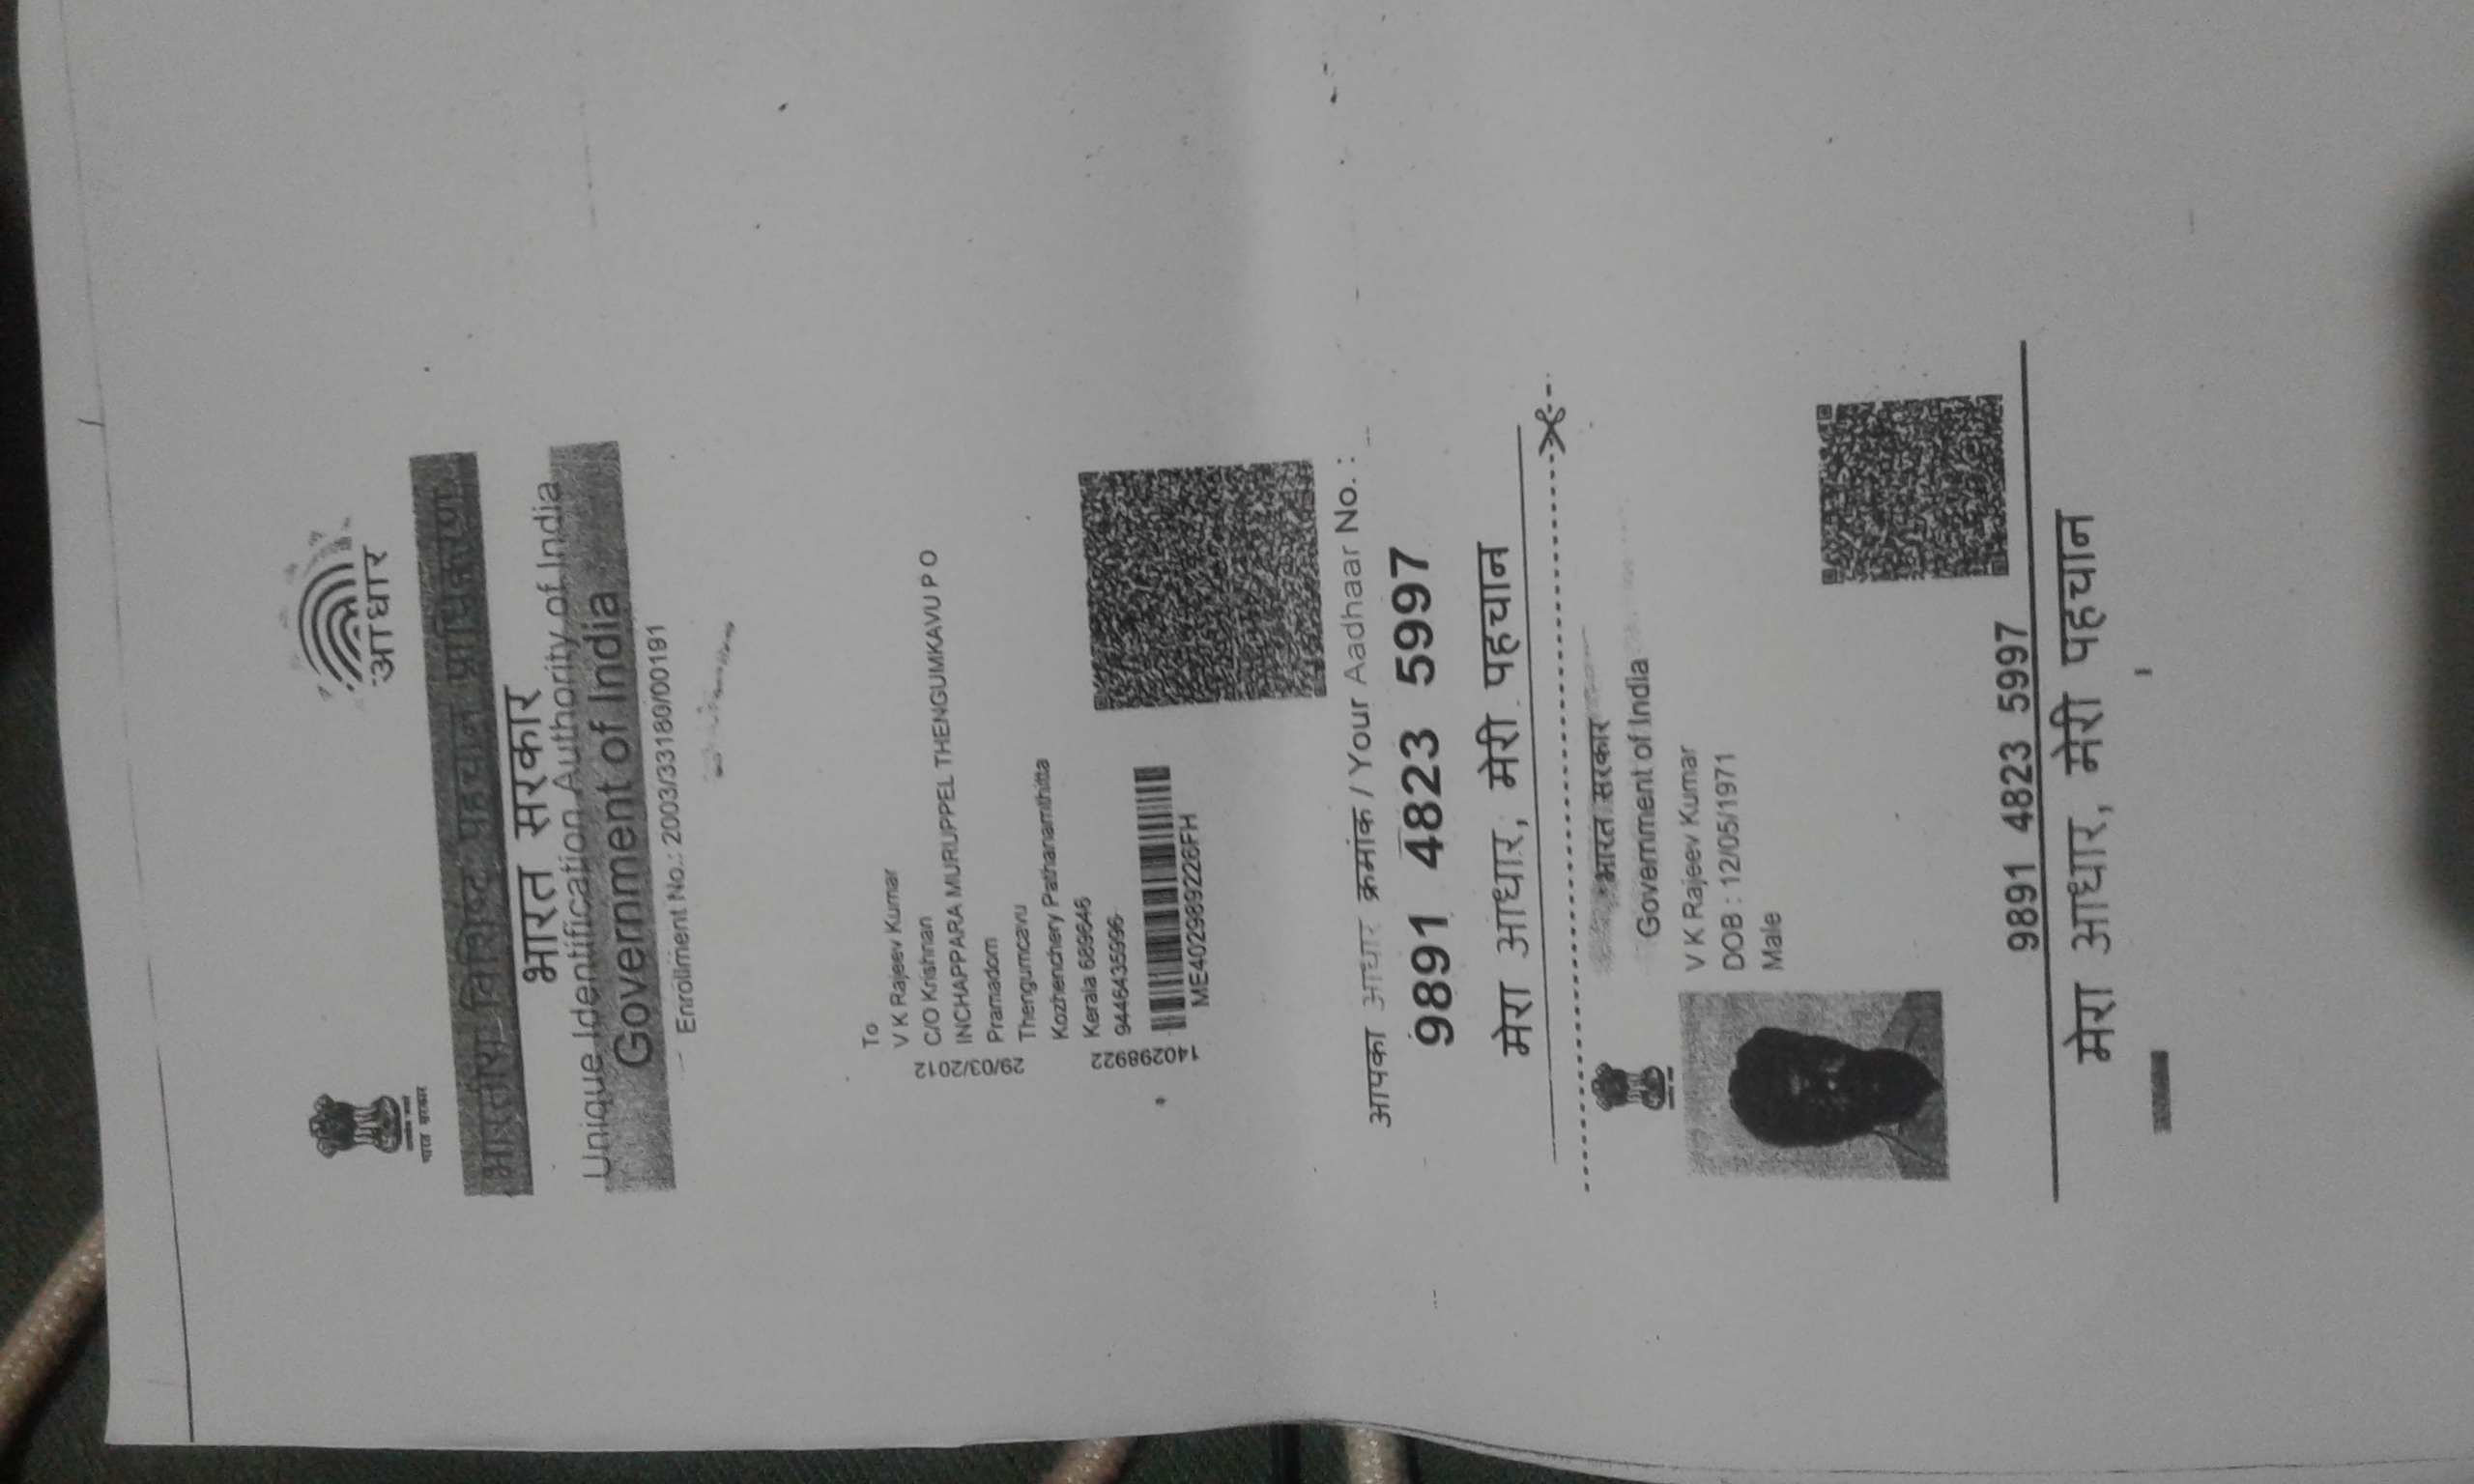 भारत सरकार
आधार
भारतीय विशिष्ट पहचान प्राधिकरण
भारत सरकार
Unique Identification Authority of India
Government of India
Enrollment No.: 2003/33180/00191
To
V K Rajeev Kumar
C/O Krishnan
INCHAPPARA MURUPPEL THENGUMKAVU P O
Pramadom
Thengumcavu
Kozhenchery Pathanamthitta
Kerala 689646
9446435996
29/03/2012
140298922
ME402989226FH
आपका आधार क्रमांक / Your Aadhaar No. :
9891 4823 5997
मेरा आधार, मेरी पहचान
भारत सरकार
Government of India
V K Rajeev Kumar
DOB : 12/05/1971
Male
9891 4823 5997
मेरा आधार, मेरी पहचान